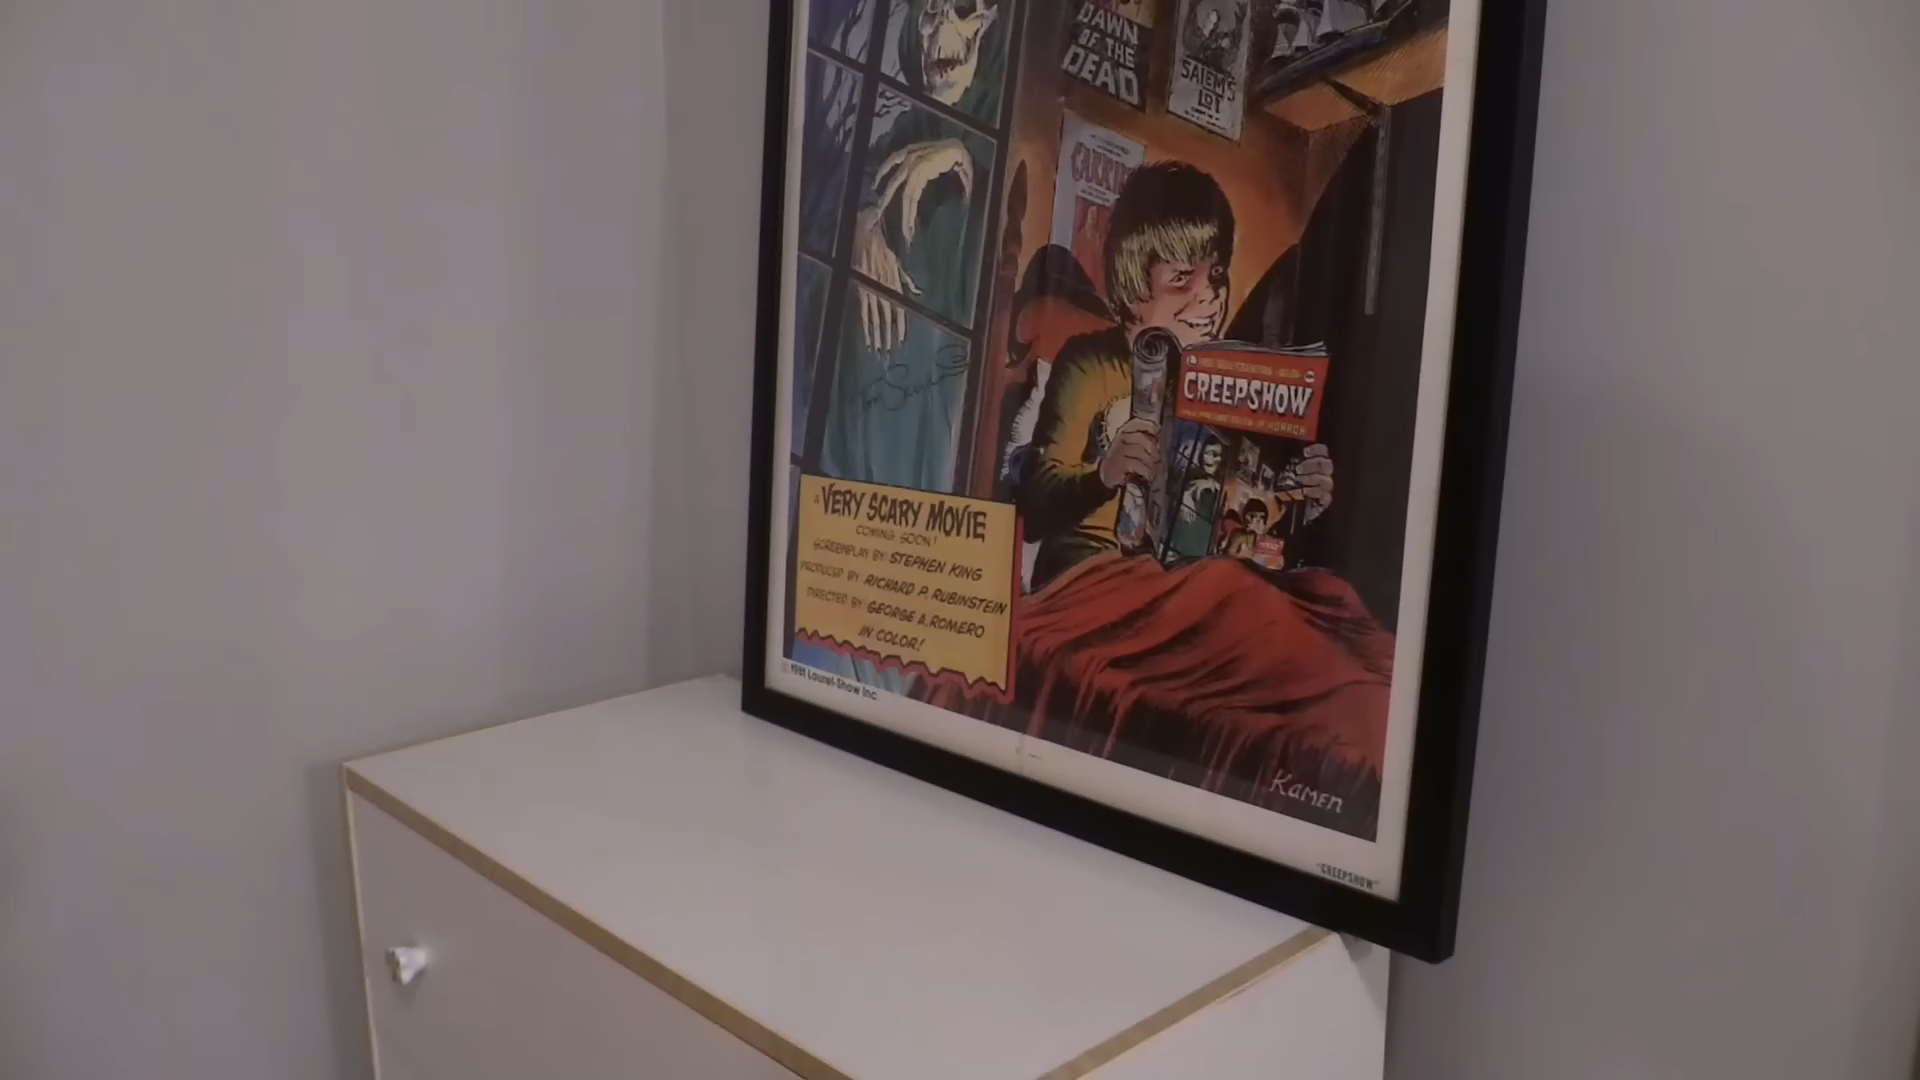 DAWN
OF THE
DEAD
SALEM'S
LOT
CARRIE
CREEPSHOW
A VERY SCARY MOVIE
COMING SOON!
SCREENPLAY BY: STEPHEN KING
PRODUCED BY: RICHARD P. RUBINSTEIN
DIRECTED BY: GEORGE A. ROMERO
IN COLOR!
© 1981 Laurel-Show Inc.
Kamen
"CREEPSHOW"